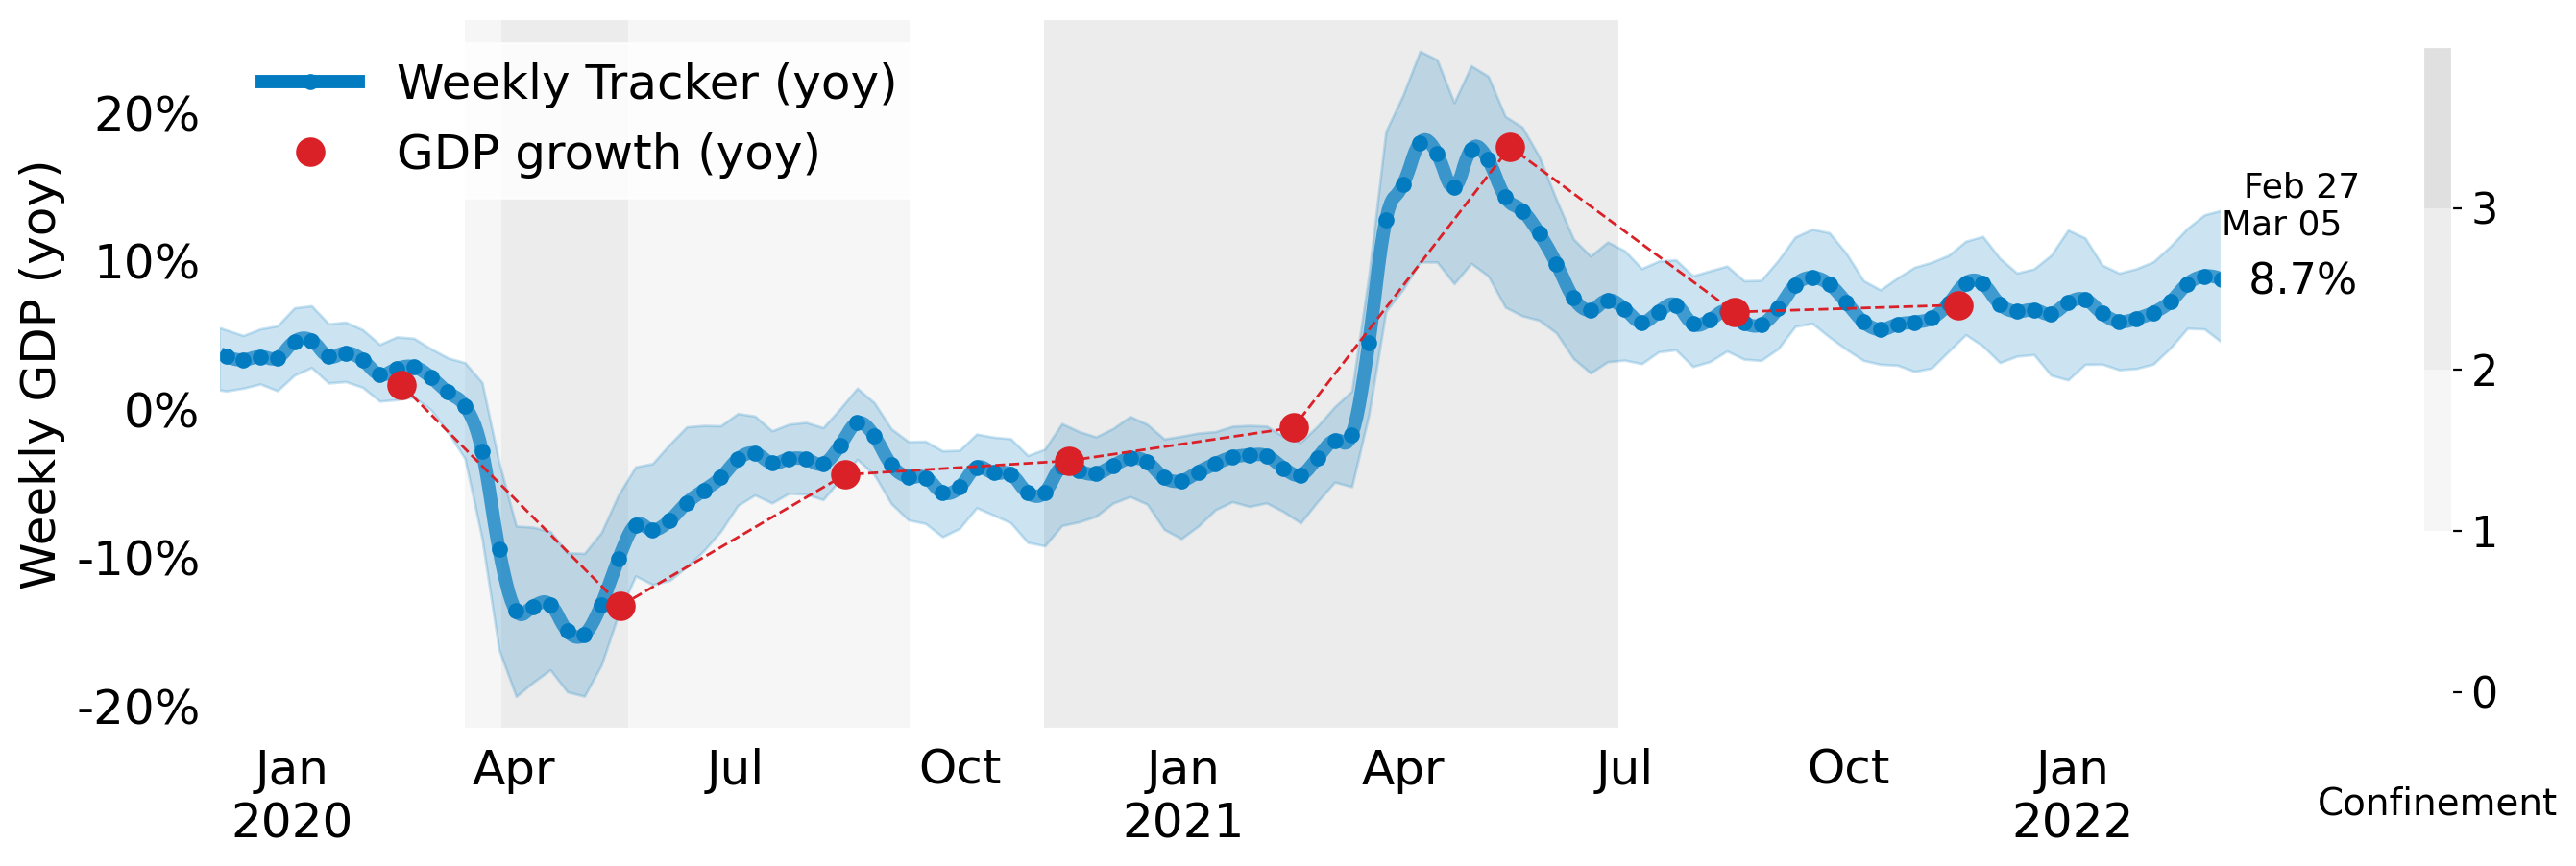 Weekly Tracker (yoy)
GDP growth (yoy)
Weekly GDP (yoy)
20%
10%
0%
-10%
-20%
Jan
2020
Apr
Jul
Oct
Jan
2021
Apr
Jul
Oct
Jan
2022
Feb 27
Mar 05
8.7%
3
2
1
0
Confinement